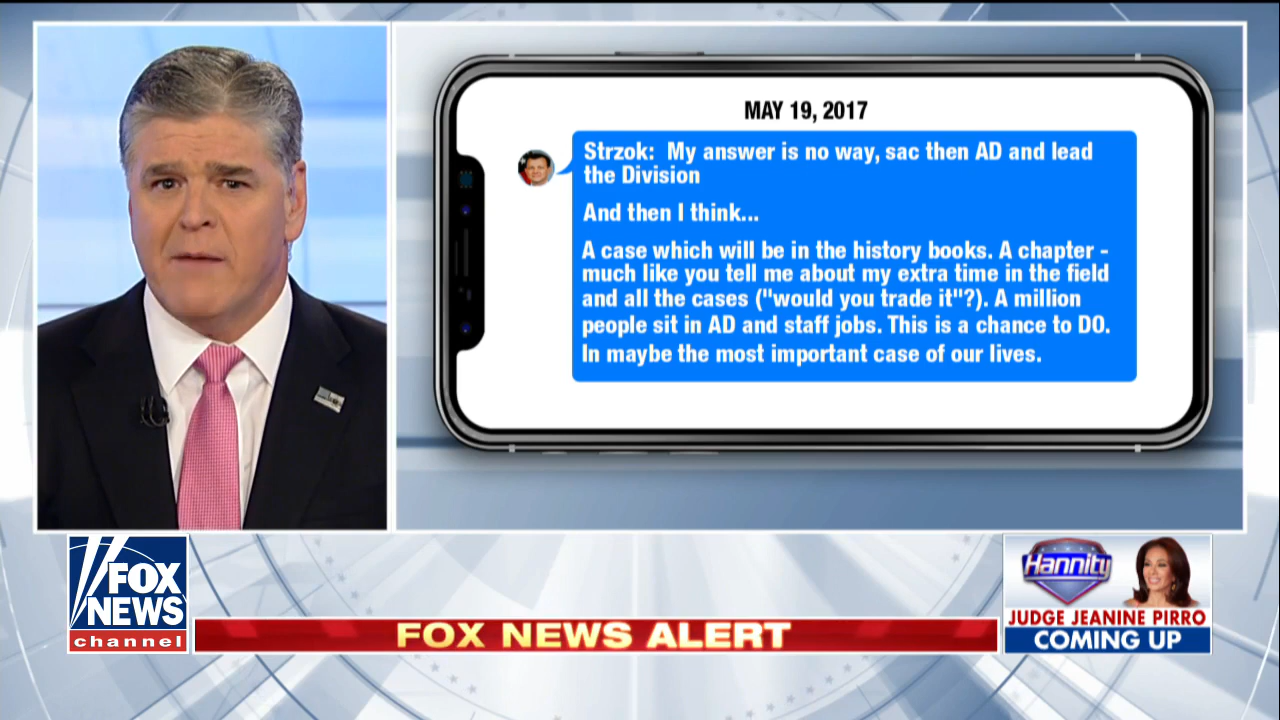 MAY 19, 2017
Strzok: My answer is no way, sac then AD and lead
the Division
And then I think...
A case which will be in the history books. A chapter -
much like you tell me about my extra time in the field
and all the cases ("would you trade it"?). A million
people sit in AD and staff jobs. This is a chance to DO.
In maybe the most important case of our lives.
FOX
NEWS
channel
FOX NEWS ALERT
Hannity
JUDGE JEANINE PIRRO
COMING UP